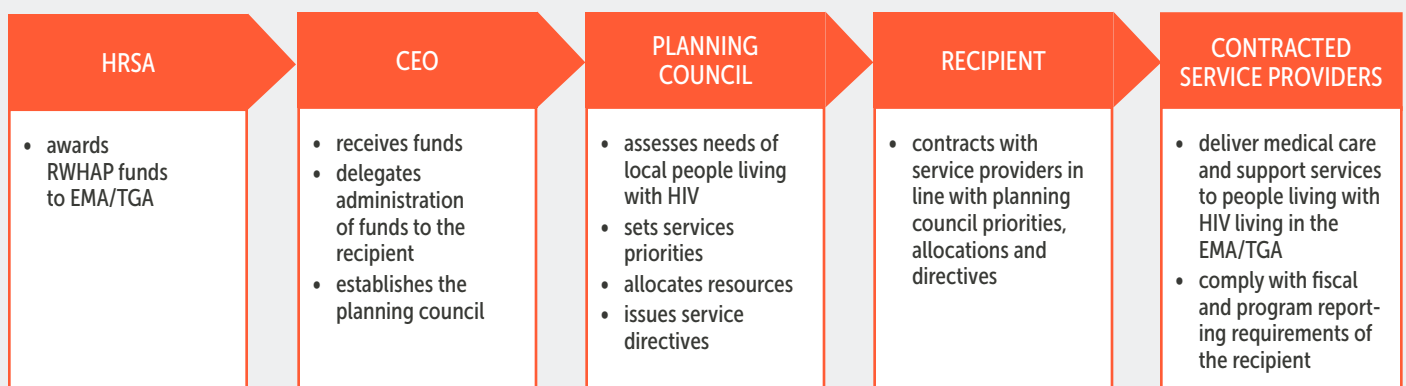 HRSA
• awards
RWHAP funds
to EMA/TGA
CEO
• receives funds
• delegates
administration
of funds to the
recipient
• establishes the
planning council
PLANNING
COUNCIL
• assesses needs of
local people living
with HIV
• sets services
priorities
• allocates resources
• issues service
directives
RECIPIENT
• contracts with
service providers in
line with planning
council priorities,
allocations and
directives
CONTRACTED
SERVICE PROVIDERS
• deliver medical care
and support services
to people living with
HIV living in the
EMA/TGA
• comply with fiscal
and program report-
ing requirements of
the recipient